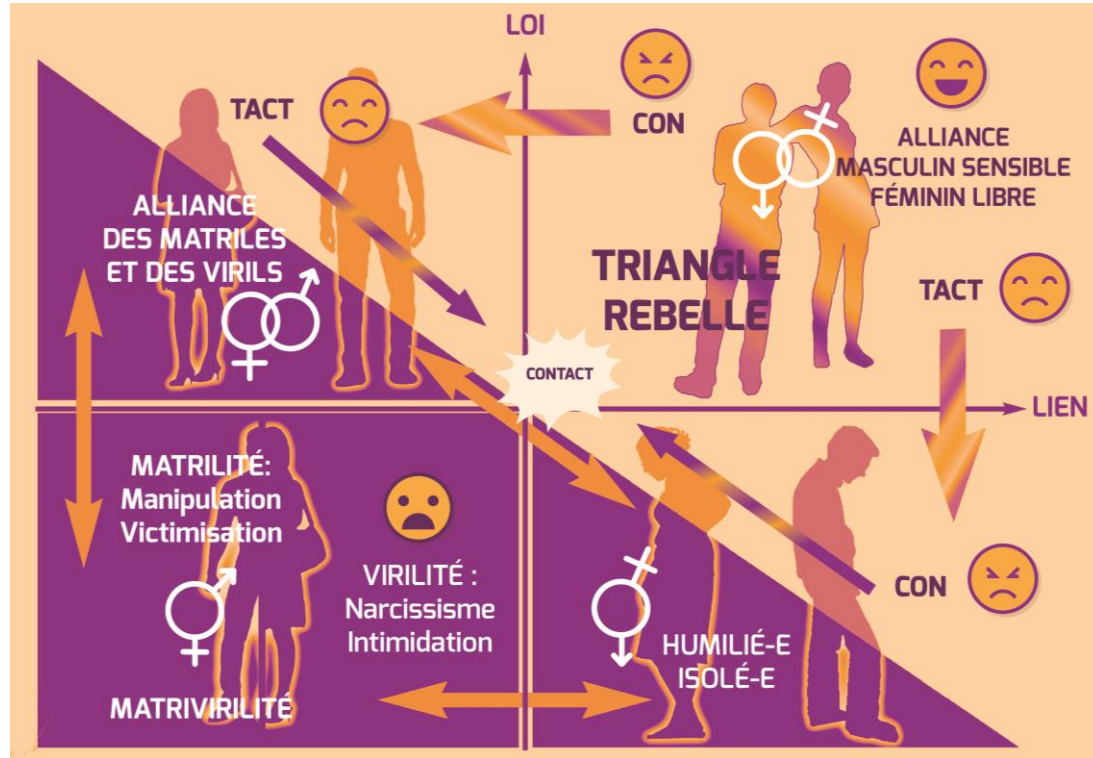 LOI
TACT
CON
ALLIANCE
MASCULIN SENSIBLE
FÉMININ LIBRE
ALLIANCE
DES MATRILES
ET DES VIRILS
TRIANGLE
REBELLE
TACT
CONTACT
LIEN
MATRILITÉ:
Manipulation
Victimisation
VIRILITÉ :
Narcissisme
Intimidation
MATRIVIRILITÉ
HUMILIÉ-E
ISOLÉ-E
CON